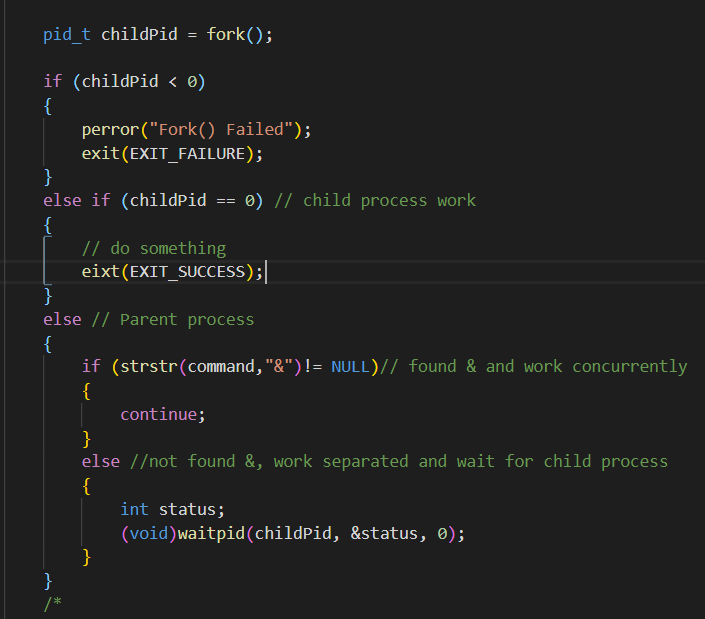 pid_t childPid = fork();
if (childPid < 0)
{
perror("Fork() Failed");
exit(EXIT_FAILURE);
}
else if (childPid == 0) // child process work
{
// do something
eixt(EXIT_SUCCESS);
}
else // Parent process
{
if (strstr(command,"&")!= NULL)// found & and work concurrently
{
continue;
}
else //not found &, work separated and wait for child process
{
int status;
(void)waitpid(childPid, &status, 0);
}
}
/*